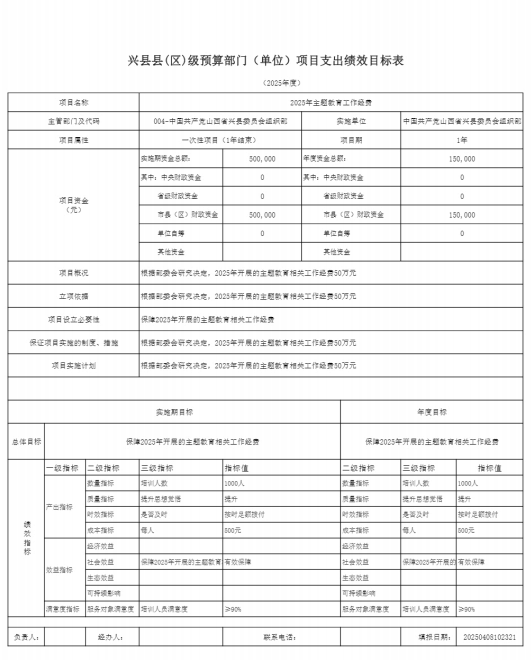 兴县县(区)级预算部门（单位）项目支出绩效目标表
（2025年度）
项目名称 2025年主题教育工作经费
主管部门及代码 004-中国共产党山西省兴县委员会组织部 实施单位 中国共产党山西省兴县委员会组织部
项目属性 一次性项目（1年结束） 项目期 1年
项目资金
（元）
实施期资金总额： 500,000 年度资金总额： 150,000
其中：中央财政资金 0 其中：中央财政资金 0
省级财政资金 0 省级财政资金 0
市县（区）财政资金 500,000 市县（区）财政资金 150,000
单位自筹 0 单位自筹 0
其他资金 其他资金
项目概况 根据部委会研究决定，2025年开展的主题教育相关工作经费50万元
立项依据 根据部委会研究决定，2025年开展的主题教育相关工作经费50万元
项目设立必要性 保障2025年开展的主题教育相关工作经费
保证项目实施的制度、措施 根据部委会研究决定，2025年开展的主题教育相关工作经费50万元
项目实施计划 根据部委会研究决定，2025年开展的主题教育相关工作经费50万元
实施期目标 年度目标
总体目标 保障2025年开展的主题教育相关工作经费 保障2025年开展的主题教育相关工作经费
绩效指标
一级指标 二级指标 三级指标 指标值 二级指标 三级指标 指标值
产出指标
数量指标 培训人数 1000人 数量指标 培训人数 1000人
质量指标 提升思想觉悟 提升 质量指标 提升思想觉悟 提升
时效指标 是否及时 按时足额拨付 时效指标 是否及时 按时足额拨付
成本指标 每人 500元 成本指标 每人 500元
效益指标
经济效益 经济效益
社会效益 保障2025年开展的主题教育 有效保障 社会效益 保障2025年开展的 有效保障
生态效益 生态效益
可持续影响 可持续影响
满意度指标 服务对象满意度 培训人员满意度 ≥90% 服务对象满意度 培训人员满意度 ≥90%
负责人： 经办人： 联系电话： 填报日期： 20250408102321